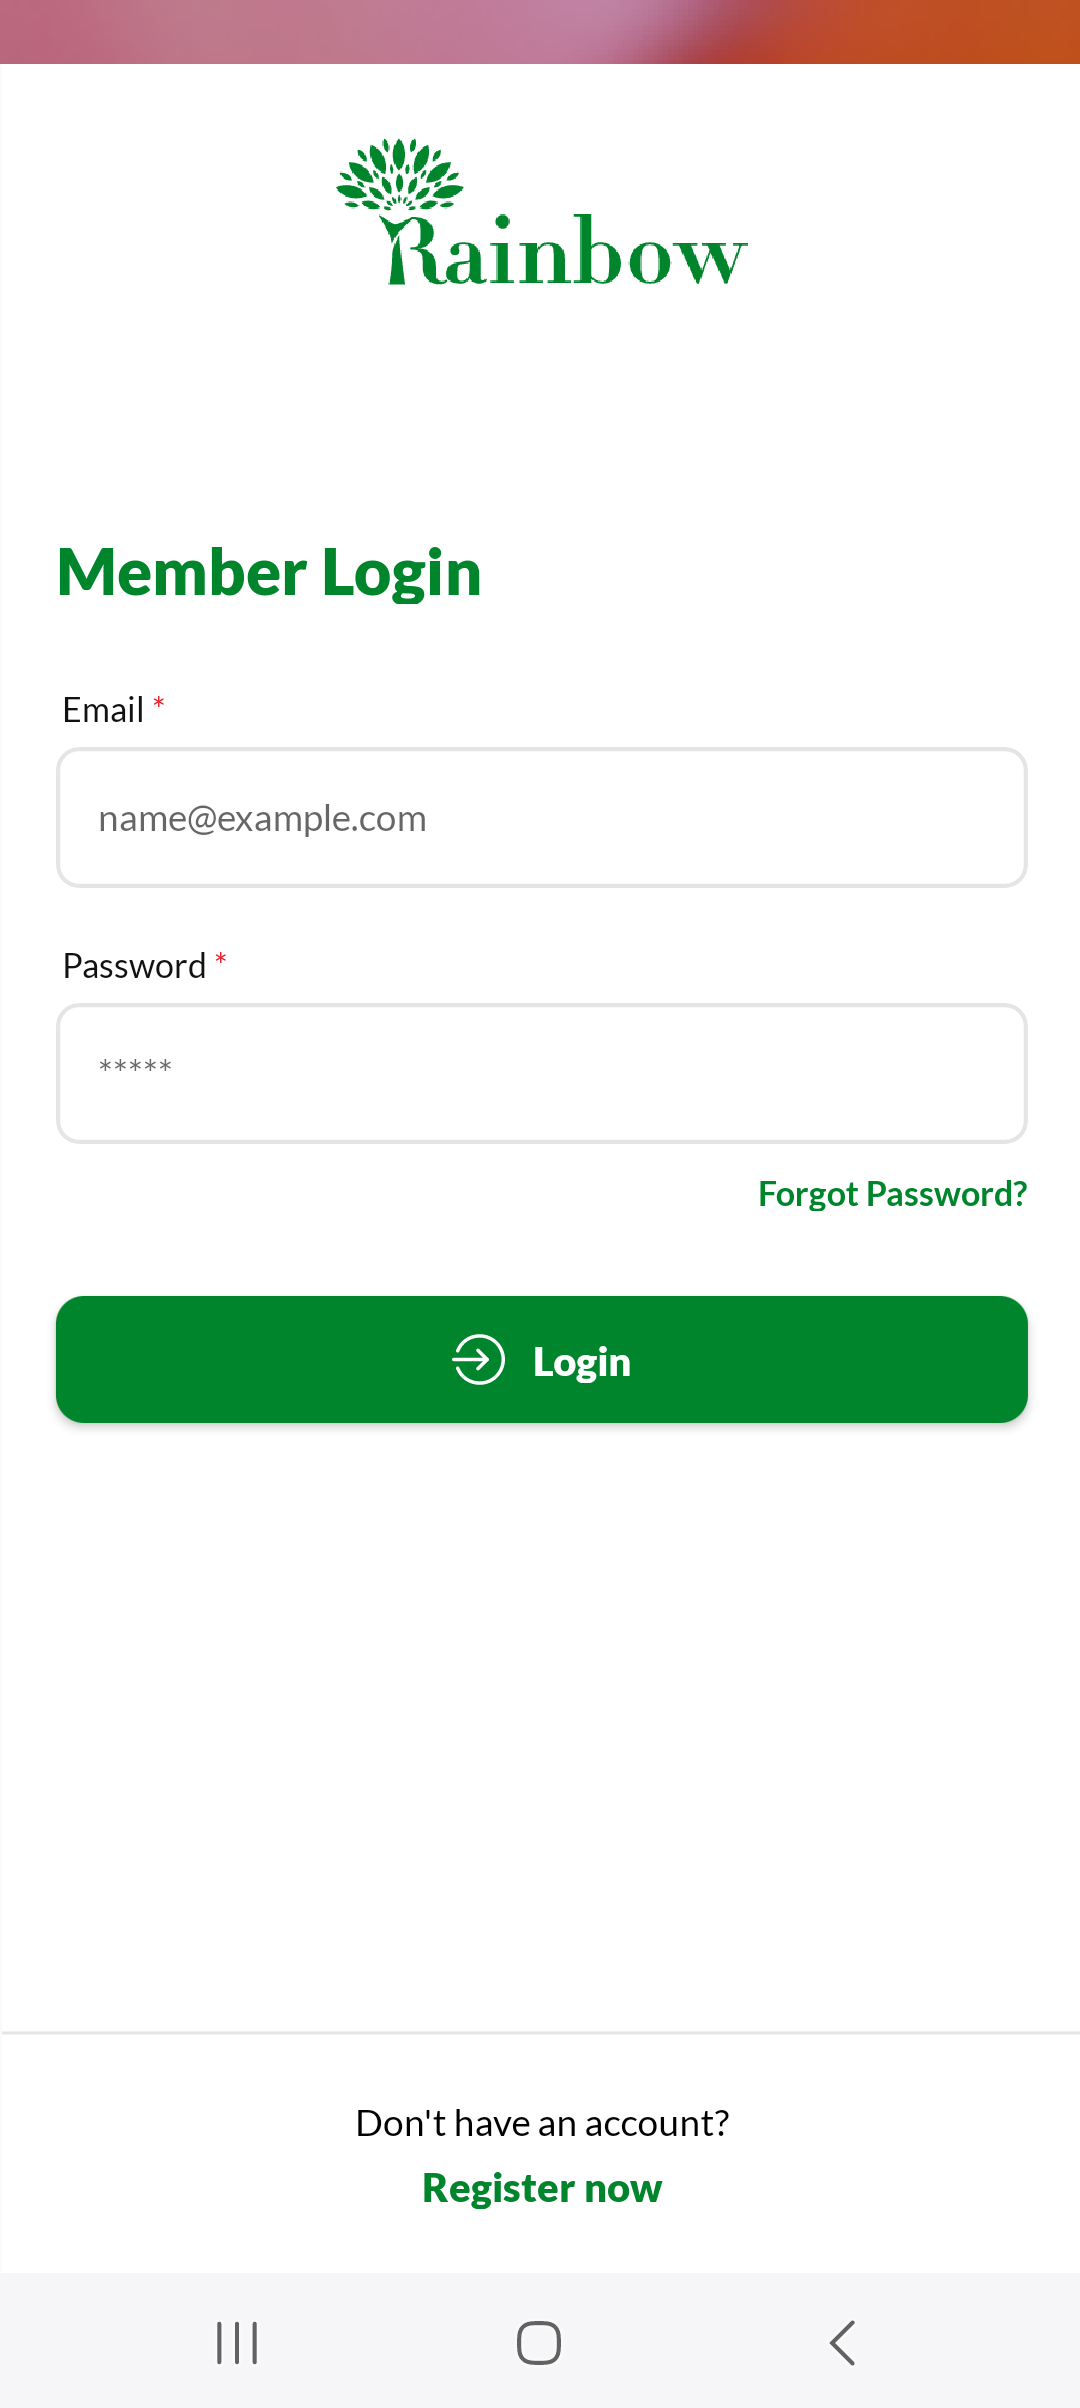 Rainbow
Member Login
Email *
name@example.com
Password *
*****
Forgot Password?
Login
Don't have an account?
Register now